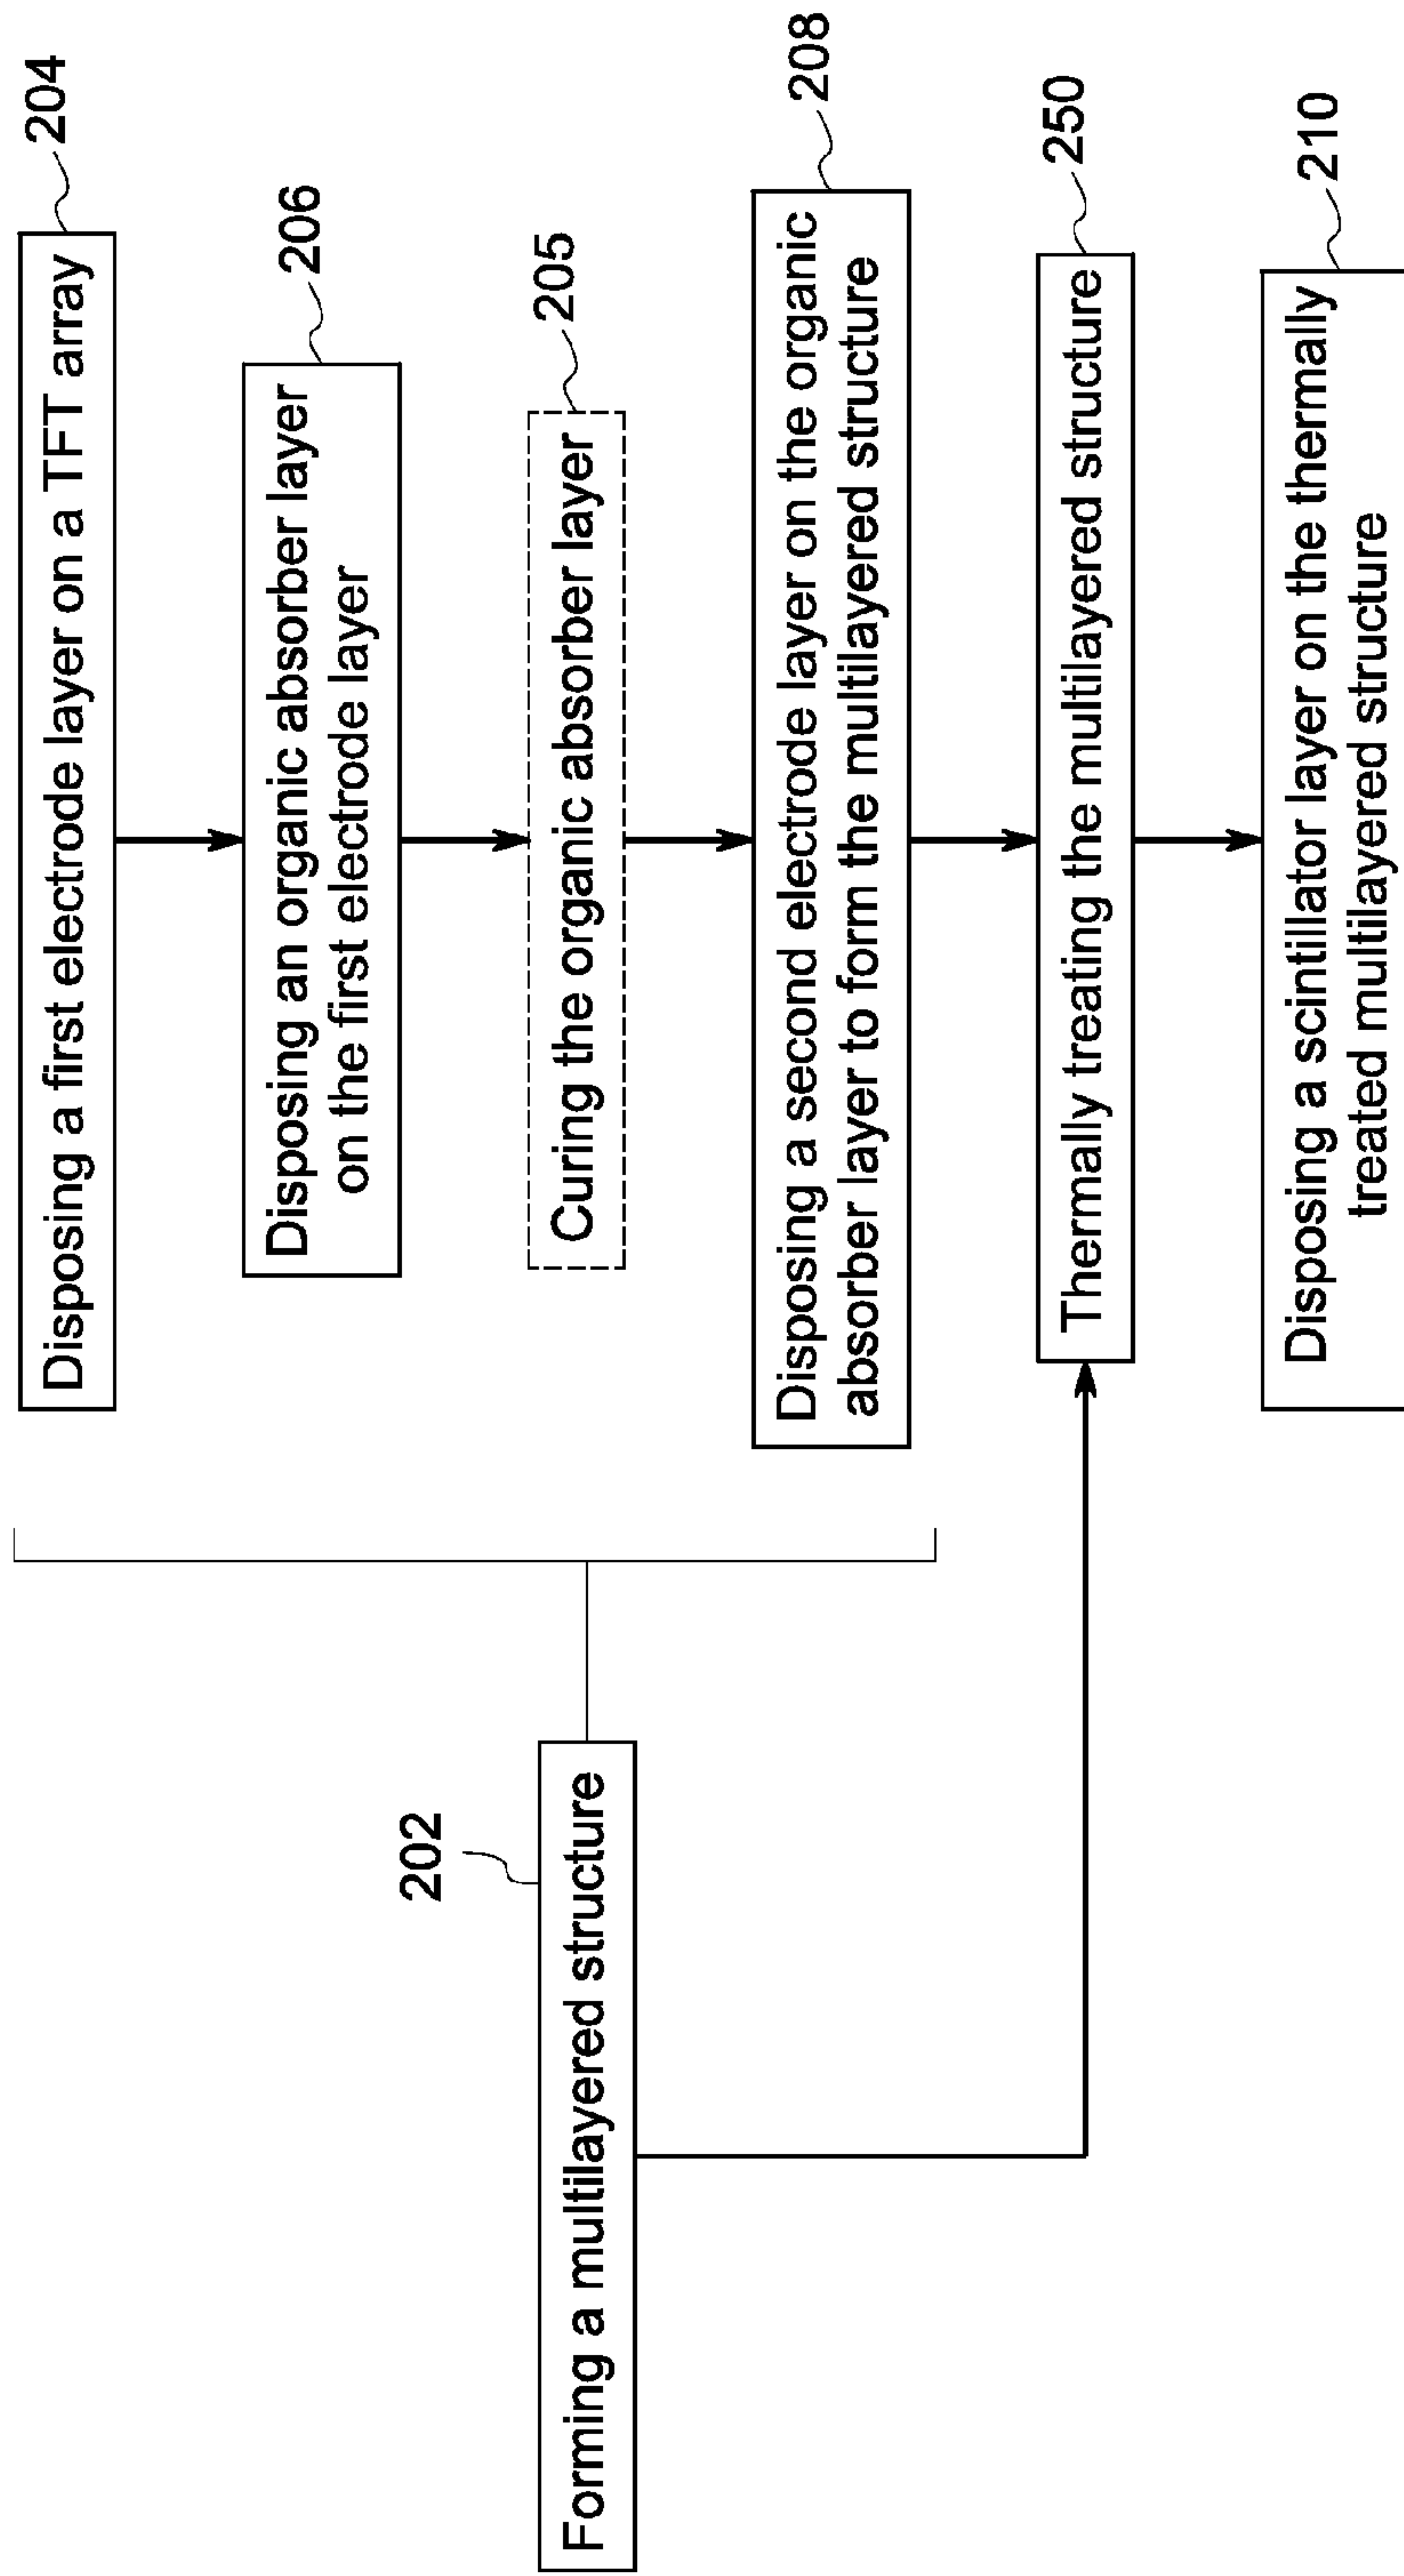 204
Disposing a first electrode layer on a TFT array
206
Disposing an organic absorber layer
on the first electrode layer
205
Curing the organic absorber layer
202
Forming a multilayered structure
208
Disposing a second electrode layer on the organic
absorber layer to form the multilayered structure
250
Thermally treating the multilayered structure
210
Disposing a scintillator layer on the thermally
treated multilayered structure